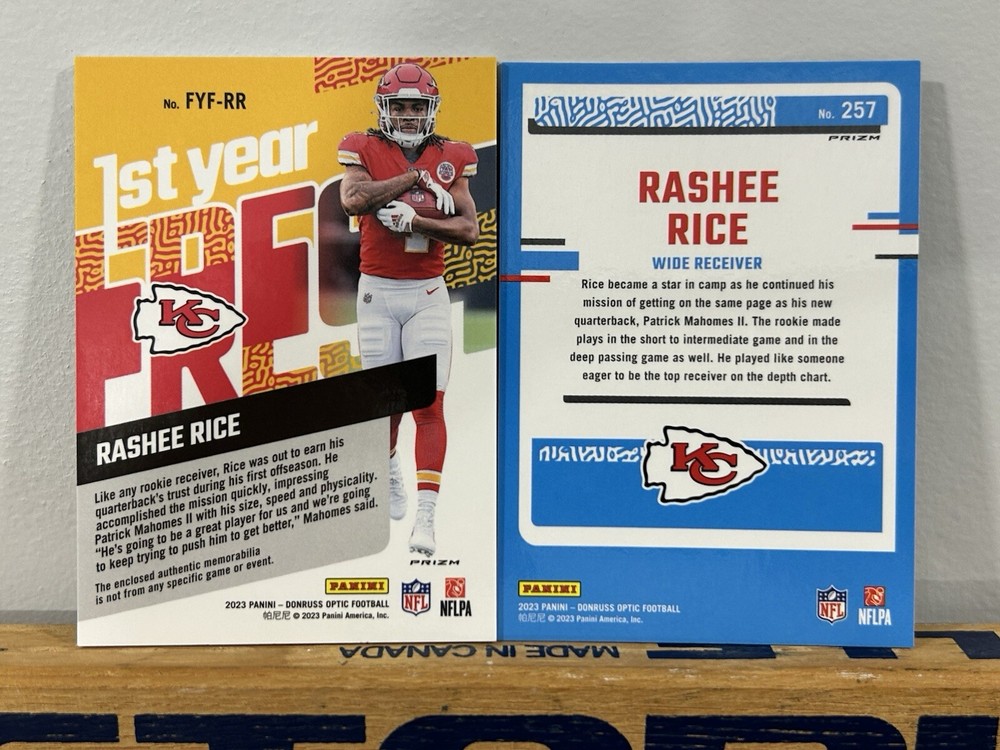 No. FYF-RR
1st year
FRES
KC
RASHEE RICE
Like any rookie receiver, Rice was out to earn his
quarterback's trust during his first offseason. He
accomplished the mission quickly, impressing
Patrick Mahomes II with his size, speed and physicality.
"He's going to be a great player for us and we're going
to keep trying to push him to get better," Mahomes said.
The enclosed authentic memorabilia
is not from any specific game or event.
PRIZM
PANINI
2023 PANINI – DONRUSS OPTIC FOOTBALL
帕尼尼 © 2023 Panini America, Inc.
NFL
NFLPA
No. 257
PRIZM
RASHEE
RICE
WIDE RECEIVER
Rice became a star in camp as he continued his
mission of getting on the same page as his new
quarterback, Patrick Mahomes II. The rookie made
plays in the short to intermediate game and in the
deep passing game as well. He played like someone
eager to be the top receiver on the depth chart.
KC
PANINI
2023 PANINI – DONRUSS OPTIC FOOTBALL
帕尼尼 © 2023 Panini America, Inc.
NFL
NFLPA
MADE IN CANADA